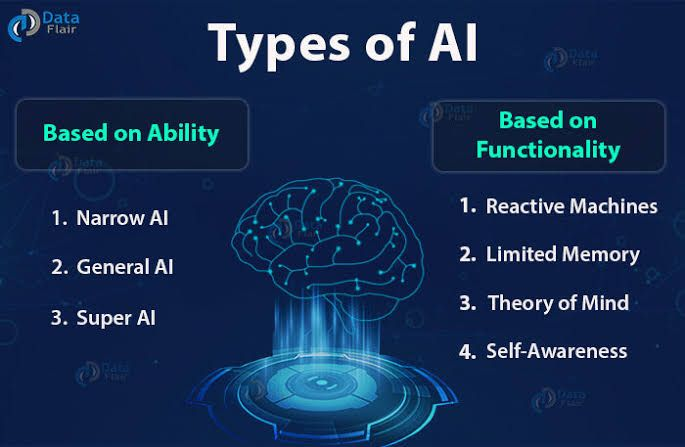 Data
Flair
Types of AI
Based on Ability
1. Narrow AI
2. General AI
3. Super AI
Based on
Functionality
1. Reactive Machines
2. Limited Memory
3. Theory of Mind
4. Self-Awareness